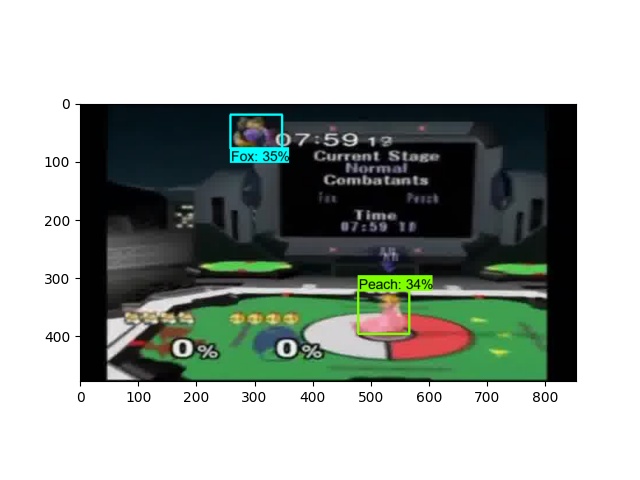 0
100
200
300
400
0 100 200 300 400 500 600 700 800
Fox: 35%
07:59 19
Current Stage
Normal
Combatants
Fox Peach
Time
07:59 18
Peach: 34%
0% 0%